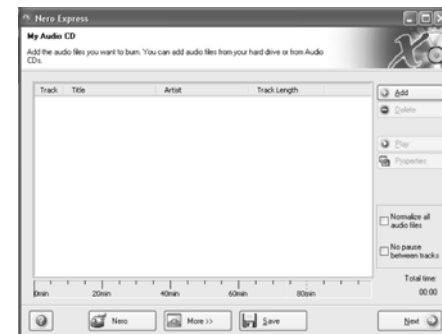 Nero Express
My Audio CD
Add the audio files you want to burn. You can add audio files from your hard drive or from Audio
CDs.
Track Title Artist Track Length
Add
Delete
Play
Properties
Normalize all
audio files
No pause
between tracks
Total time:
00:00
0min 20min 40min 60min 80min
Nero More >> Save Next